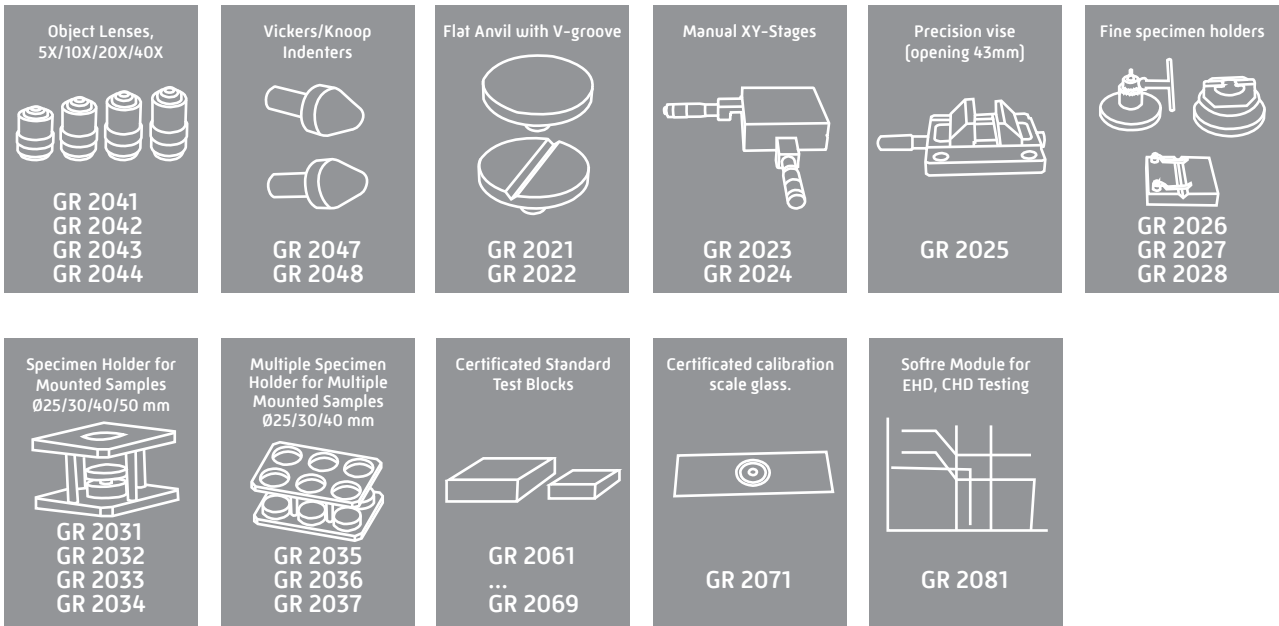 Object Lenses,
5X/10X/20X/40X
GR 2041
GR 2042
GR 2043
GR 2044
Vickers/Knoop
Indenters
GR 2047
GR 2048
Flat Anvil with V-groove
GR 2021
GR 2022
Manual XY-Stages
GR 2023
GR 2024
Precision vise
(opening 43mm)
GR 2025
Fine specimen holders
GR 2026
GR 2027
GR 2028
Specimen Holder for
Mounted Samples
Ø25/30/40/50 mm
GR 2031
GR 2032
GR 2033
GR 2034
Multiple Specimen
Holder for Multiple
Mounted Samples
Ø25/30/40 mm
GR 2035
GR 2036
GR 2037
Certificated Standard
Test Blocks
GR 2061
...
GR 2069
Certificated calibration
scale glass.
GR 2071
Softre Module for
EHD, CHD Testing
GR 2081